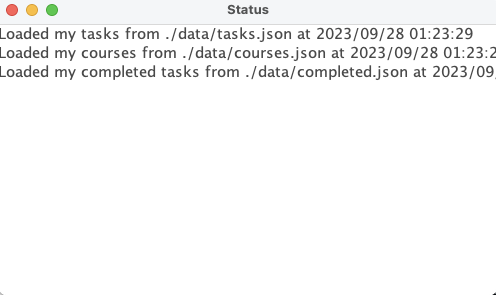 Status
Loaded my tasks from ./data/tasks.json at 2023/09/28 01:23:29
Loaded my courses from ./data/courses.json at 2023/09/28 01:23:2
Loaded my completed tasks from ./data/completed.json at 2023/09